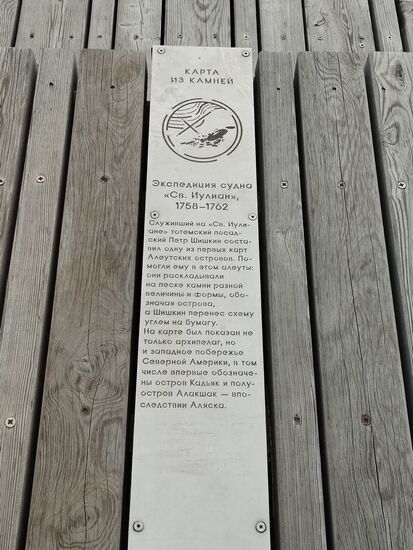 КАРТА
ИЗ КАМНЕЙ
Экспедиция судна
«Св. Иулиан»,
1758–1762
Служивший на «Св. Иули-
ане» тотемский посад-
ский Петр Шишкин соста-
вил одну из первых карт
Алеутских островов. По-
могли ему в этом алеуты:
они раскладывали
на песке камни разной
величины и формы, обо-
значая острова,
а Шишкин перенес схему
углем на бумагу.
На карте был показан не
только архипелаг, но
и западное побережье
Северной Америки, в том
числе впервые обозначе-
ны остров Кадьяк и полу-
остров Алакшак — впо-
следствии Аляска.